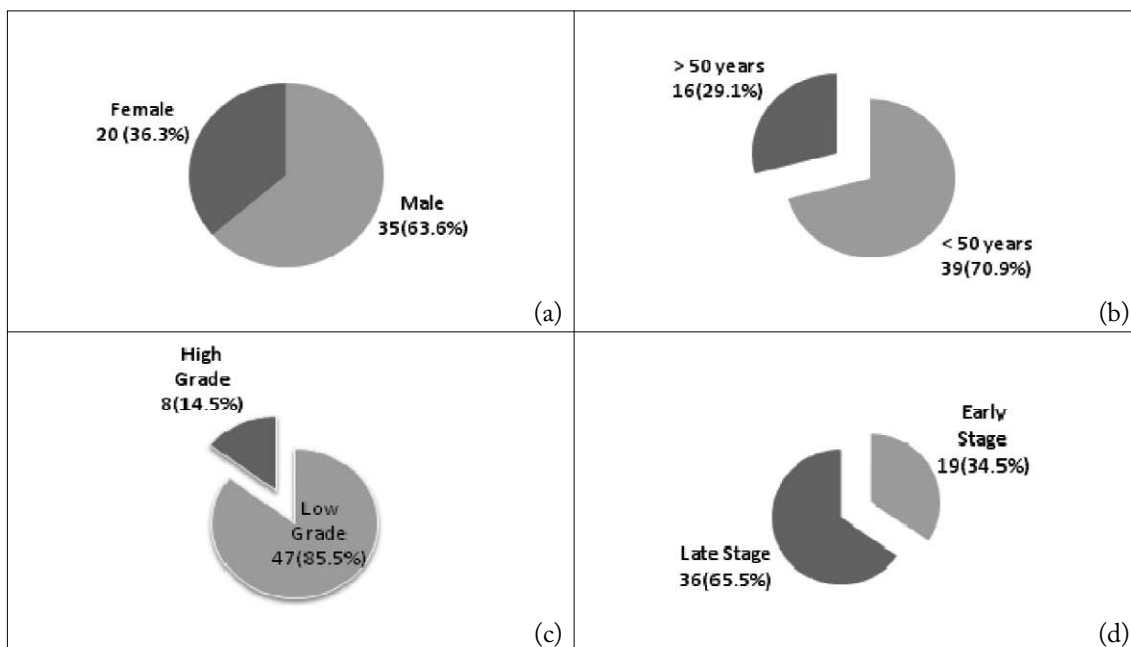 Female
20 (36.3%)
Male
35(63.6%)
(a)
> 50 years
16(29.1%)
< 50 years
39(70.9%)
(b)
High
Grade
8(14.5%)
Low
Grade
47(85.5%)
(c)
Early
Stage
19(34.5%)
Late Stage
36(65.5%)
(d)